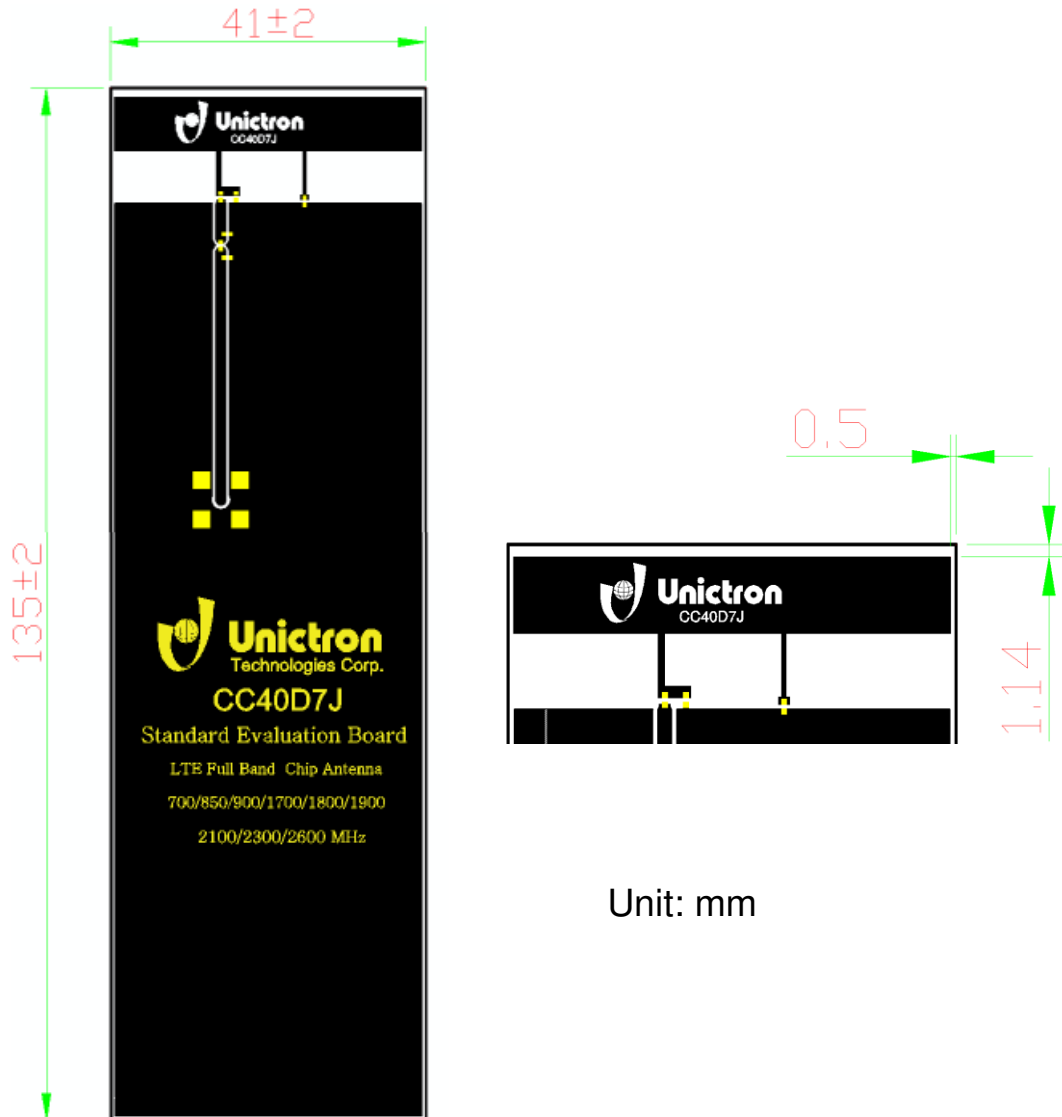 41±2
Unictron
CC40D7J
135±2
Unictron
Technologies Corp.
CC40D7J
Standard Evaluation Board
LTE Full Band Chip Antenna
700/850/900/1700/1800/1900
2100/2300/2600 MHz
0.5
Unictron
CC40D7J
1.14
Unit: mm